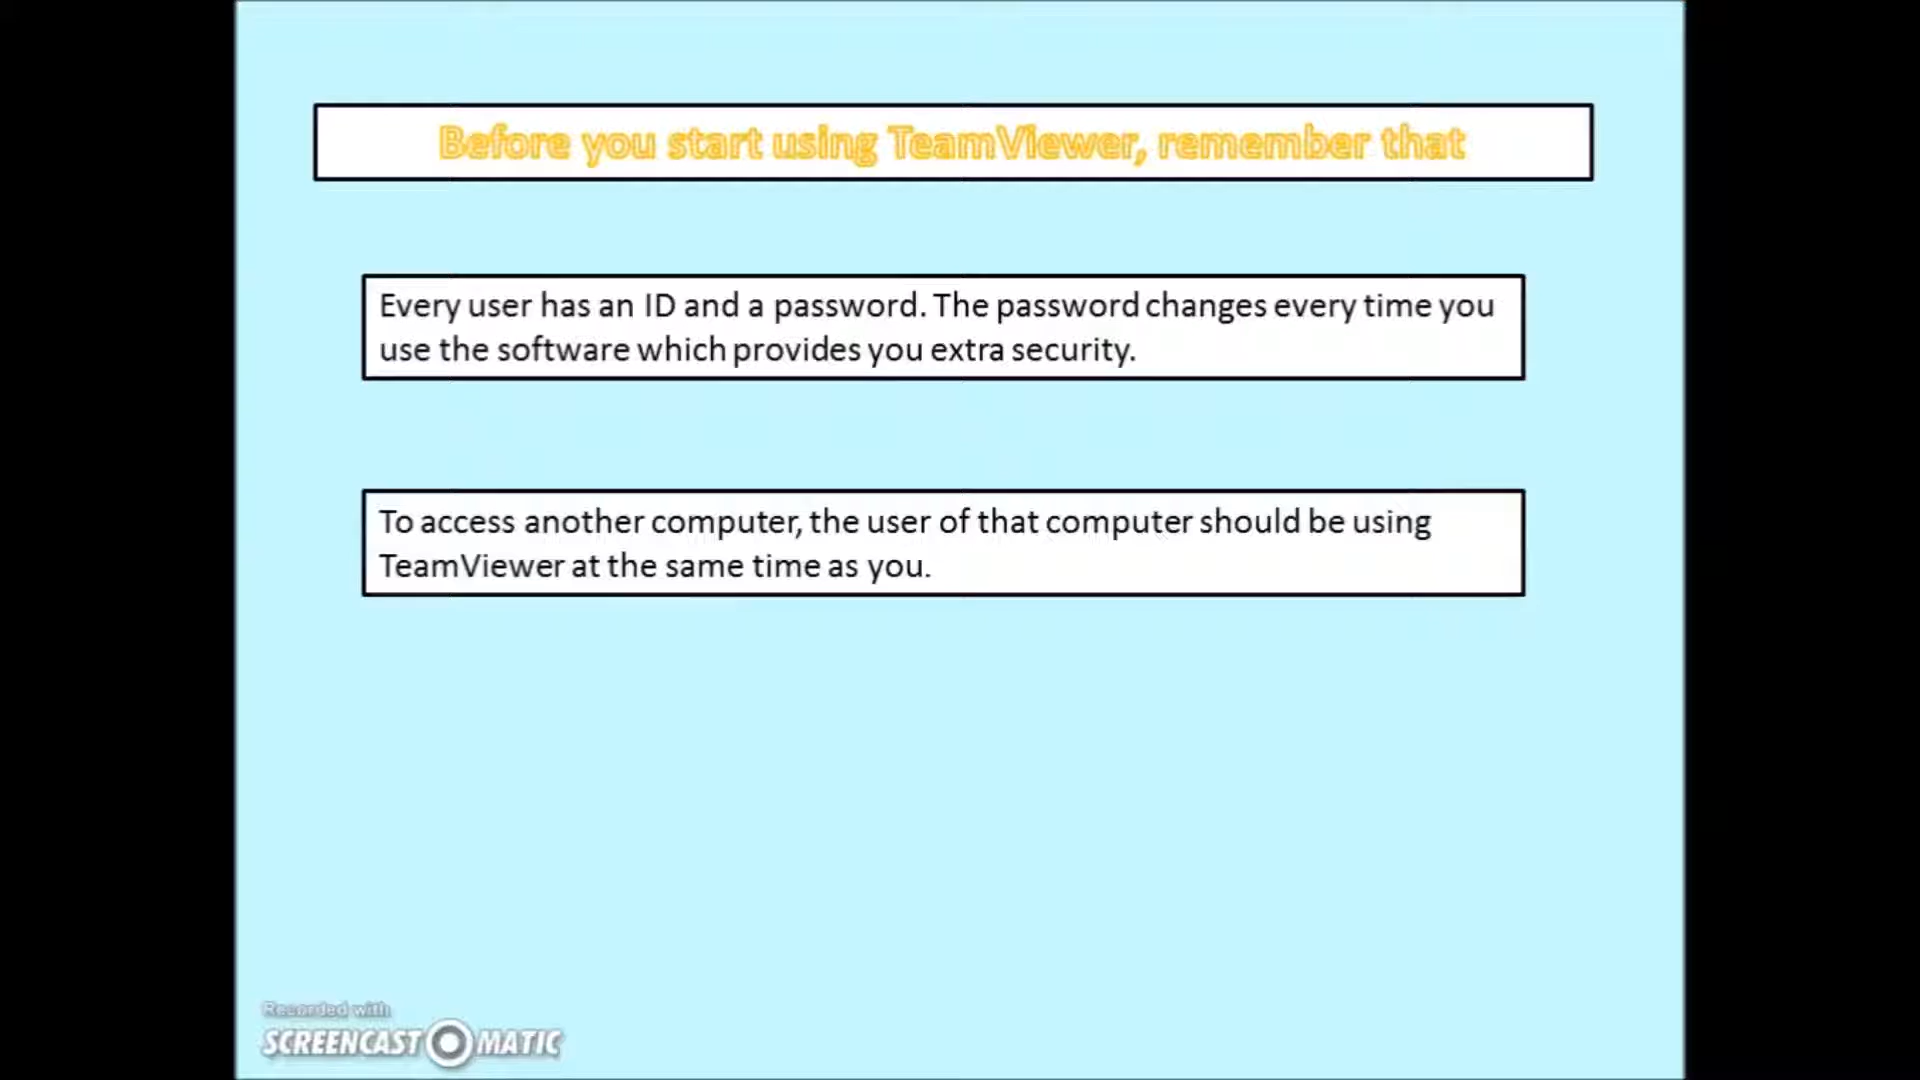 Before you start using TeamViewer, remember that
Every user has an ID and a password. The password changes every time you
use the software which provides you extra security.
To access another computer, the user of that computer should be using
TeamViewer at the same time as you.
Recorded with
SCREENCAST MATIC